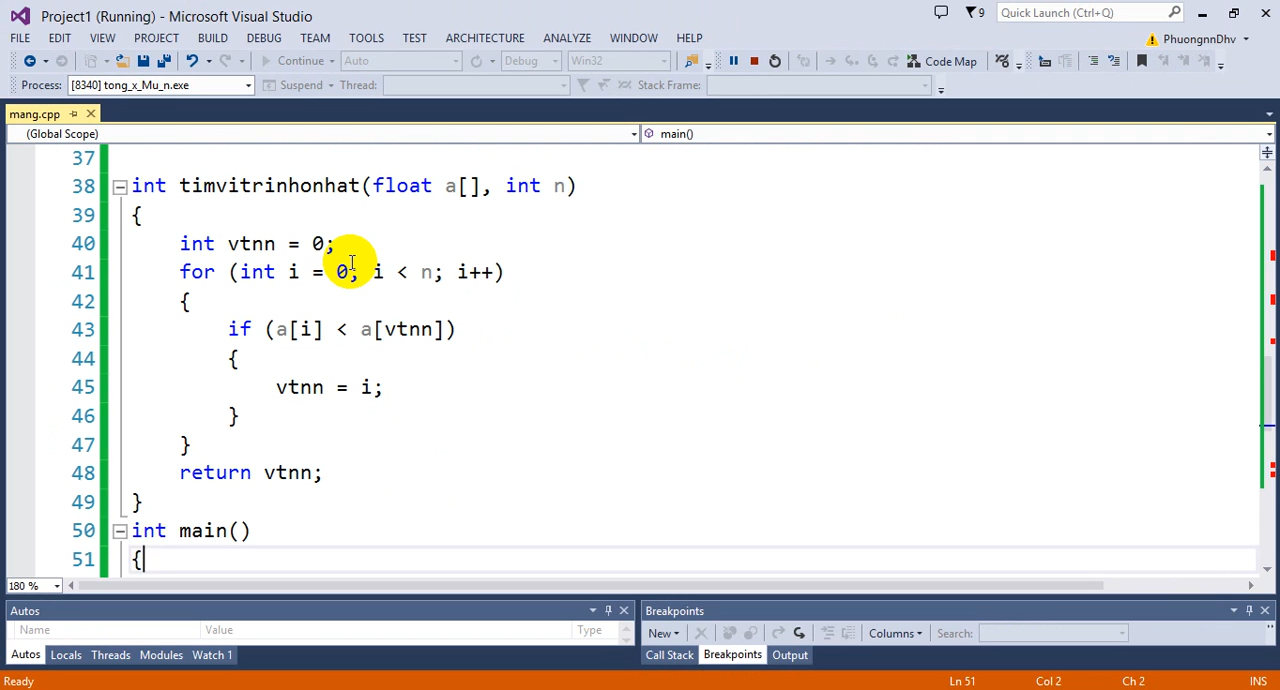 Project1 (Running) - Microsoft Visual Studio
9
Quick Launch (Ctrl+Q)
FILE EDIT VIEW PROJECT BUILD DEBUG TEAM TOOLS TEST ARCHITECTURE ANALYZE WINDOW HELP
PhuongnnDhv
Continue Auto Debug Win32 Code Map
Process: [8340] tong_x_Mu_n.exe Suspend Thread: Stack Frame:
mang.cpp
(Global Scope) main()
37
38 int timvitrinhonhat(float a[], int n)
39 {
40 int vtnn = 0;
41 for (int i = 0; i < n; i++)
42 {
43 if (a[i] < a[vtnn])
44 {
45 vtnn = i;
46 }
47 }
48 return vtnn;
49 }
50 int main()
51 {
180 %
Autos
Name Value Type
Autos Locals Threads Modules Watch 1
Breakpoints
New Columns Search:
Call Stack Breakpoints Output
Ready Ln 51 Col 2 Ch 2 INS